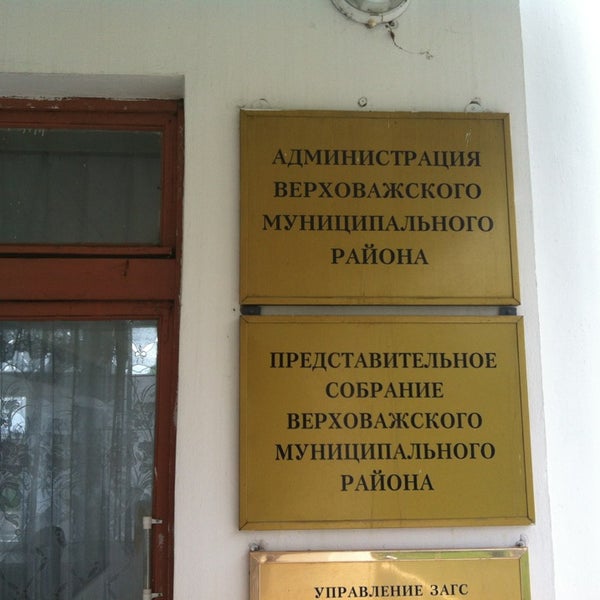 АДМИНИСТРАЦИЯ
ВЕРХОВАЖСКОГО
МУНИЦИПАЛЬНОГО
РАЙОНА
ПРЕДСТАВИТЕЛЬНОЕ
СОБРАНИЕ
ВЕРХОВАЖСКОГО
МУНИЦИПАЛЬНОГО
РАЙОНА
УПРАВЛЕНИЕ ЗАГС